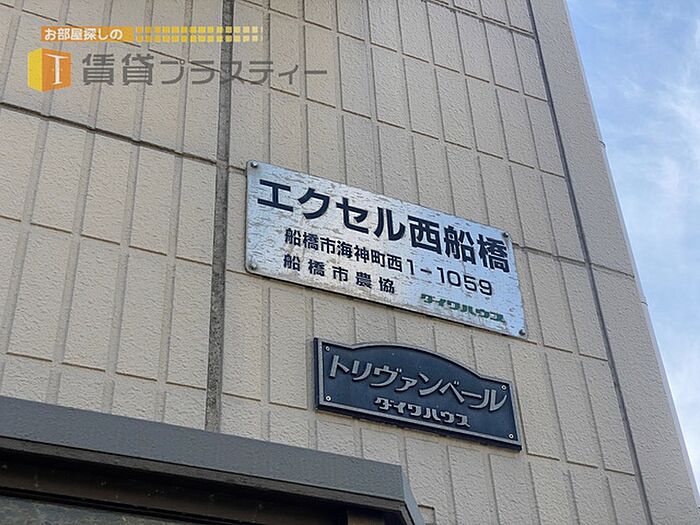 お部屋探しの
賃貸プラスティー
エクセル西船橋
船橋市海神町西1-1059
船橋市農協
ダイワハウス
トリヴァンベール
ダイワハウス